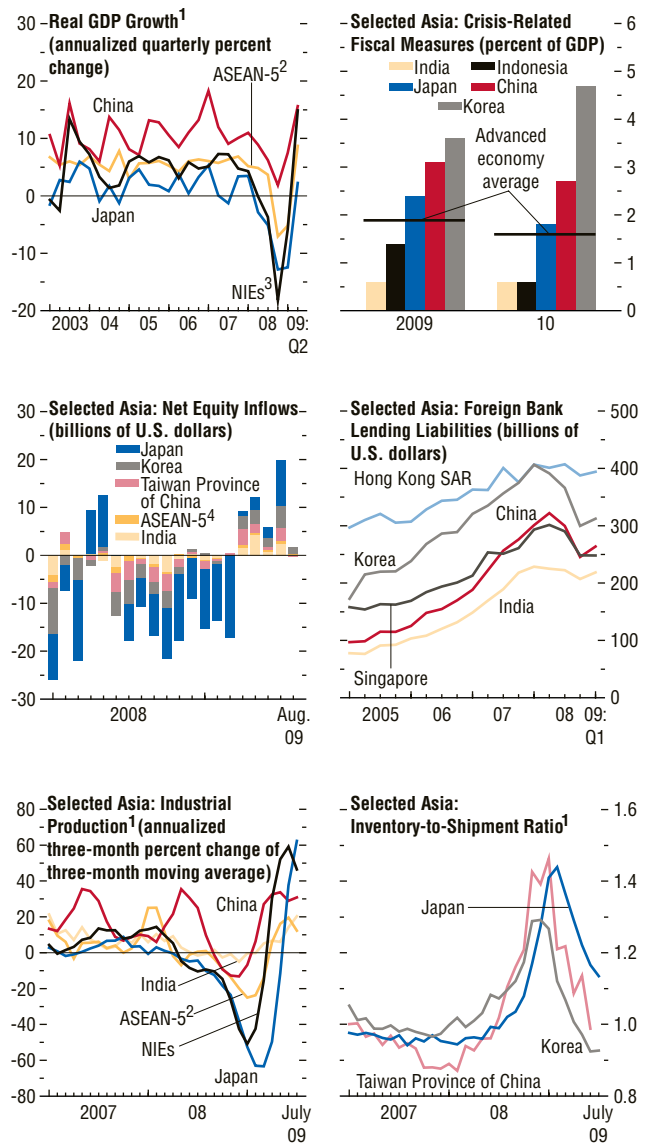 Real GDP Growth1
(annualized quarterly percent
change)
ASEAN-52
China
Japan
NIEs3
30
20
10
0
-10
-20
2003 04 05 06 07 08 09:
Q2
Selected Asia: Crisis-Related
Fiscal Measures (percent of GDP)
India
Indonesia
Japan
China
Korea
Advanced
economy
average
6
5
4
3
2
1
0
2009 10
Selected Asia: Net Equity Inflows
(billions of U.S. dollars)
Japan
Korea
Taiwan Province
of China
ASEAN-54
India
30
20
10
0
-10
-20
-30
2008 Aug.
09
Selected Asia: Foreign Bank
Lending Liabilities (billions of
U.S. dollars)
Hong Kong SAR
China
Korea
India
Singapore
500
400
300
200
100
0
2005 06 07 08 09:
Q1
Selected Asia: Industrial
Production1 (annualized
three-month percent change of
three-month moving average)
China
India
ASEAN-52
NIEs
Japan
80
60
40
20
0
-20
-40
-60
-80
2007 08 July
09
Selected Asia:
Inventory-to-Shipment Ratio1
Japan
Korea
Taiwan Province of China
1.6
1.4
1.2
1.0
0.8
2007 08 July
09